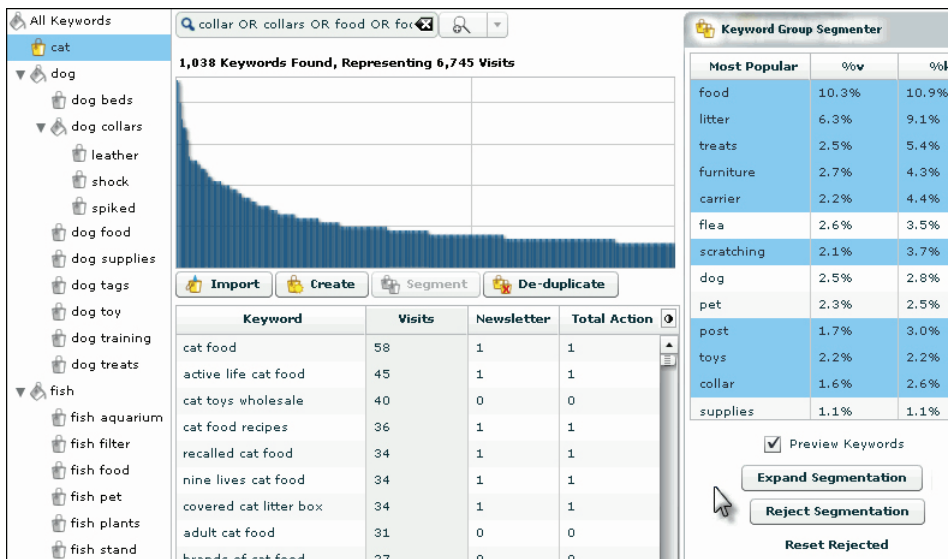 All Keywords
cat
dog
dog beds
dog collars
leather
shock
spiked
dog food
dog supplies
dog tags
dog toy
dog training
dog treats
fish
fish aquarium
fish filter
fish food
fish pet
fish plants
fish stand
collar OR collars OR food OR
1,038 Keywords Found, Representing 6,745 Visits
Import Create Segment De-duplicate
Keyword Visits Newsletter Total Action
cat food 58 1 1
active life cat food 45 1 1
cat toys wholesale 40 0 0
cat food recipes 36 1 1
recalled cat food 34 1 1
nine lives cat food 34 1 1
covered cat litter box 34 1 1
adult cat food 31 0 0
Keyword Group Segmenter
Most Popular %v
food 10.3% 10.9%
litter 6.3% 9.1%
treats 2.5% 5.4%
furniture 2.7% 4.3%
carrier 2.2% 4.4%
flea 2.6% 3.5%
scratching 2.1% 3.7%
dog 2.5% 2.8%
pet 2.3% 2.5%
post 1.7% 3.0%
toys 2.2% 2.2%
collar 1.6% 2.6%
supplies 1.1% 1.1%
Preview Keywords
Expand Segmentation
Reject Segmentation
Reset Rejected